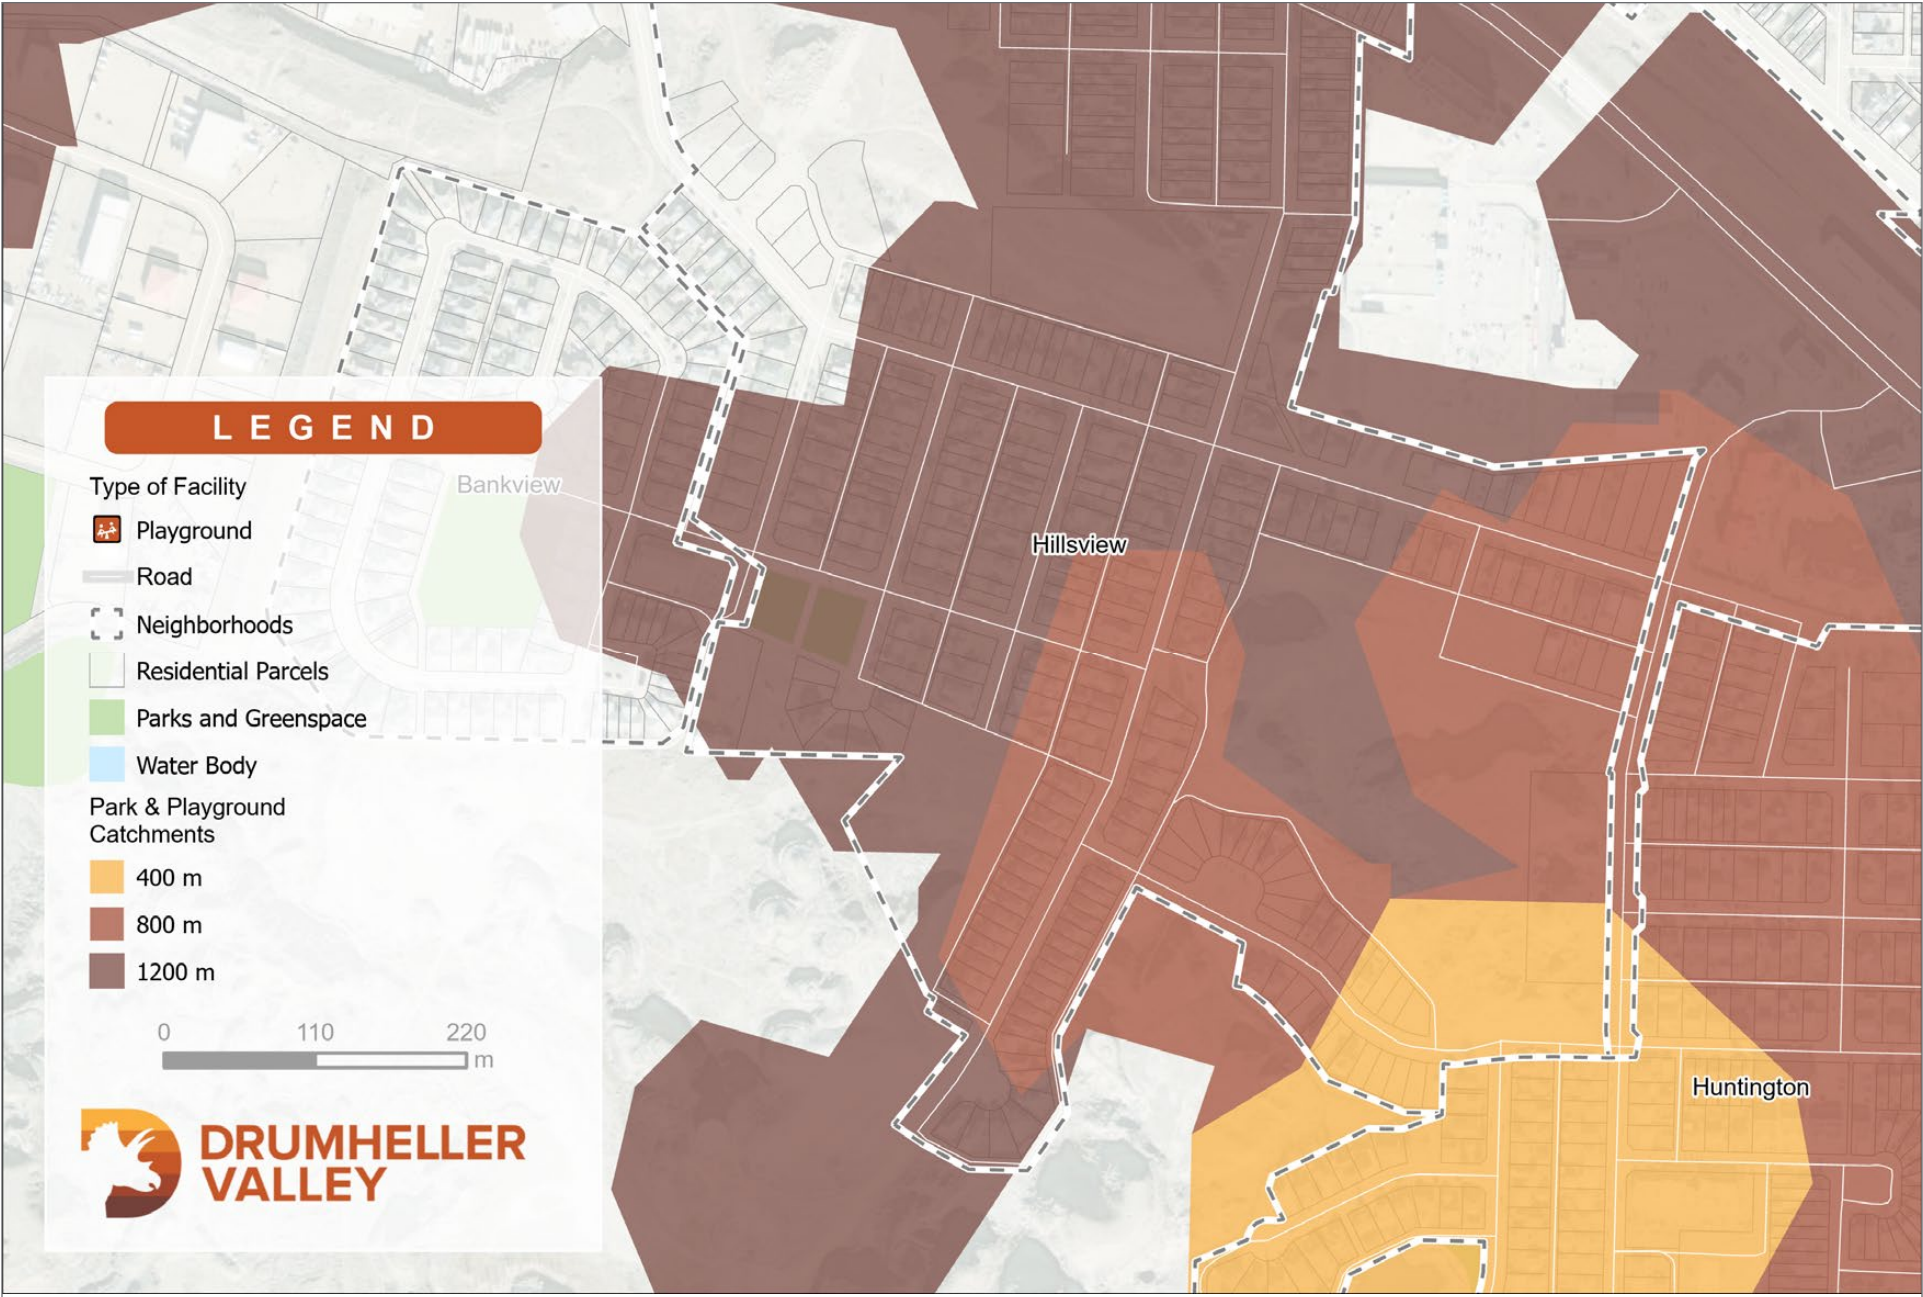 LEGEND
Type of Facility
Bankview
Playground
Road
Neighborhoods
Residential Parcels
Parks and Greenspace
Water Body
Park & Playground
Catchments
400 m
800 m
1200 m
0 110 220
m
DRUMHELLER
VALLEY
Hillsview
Huntington